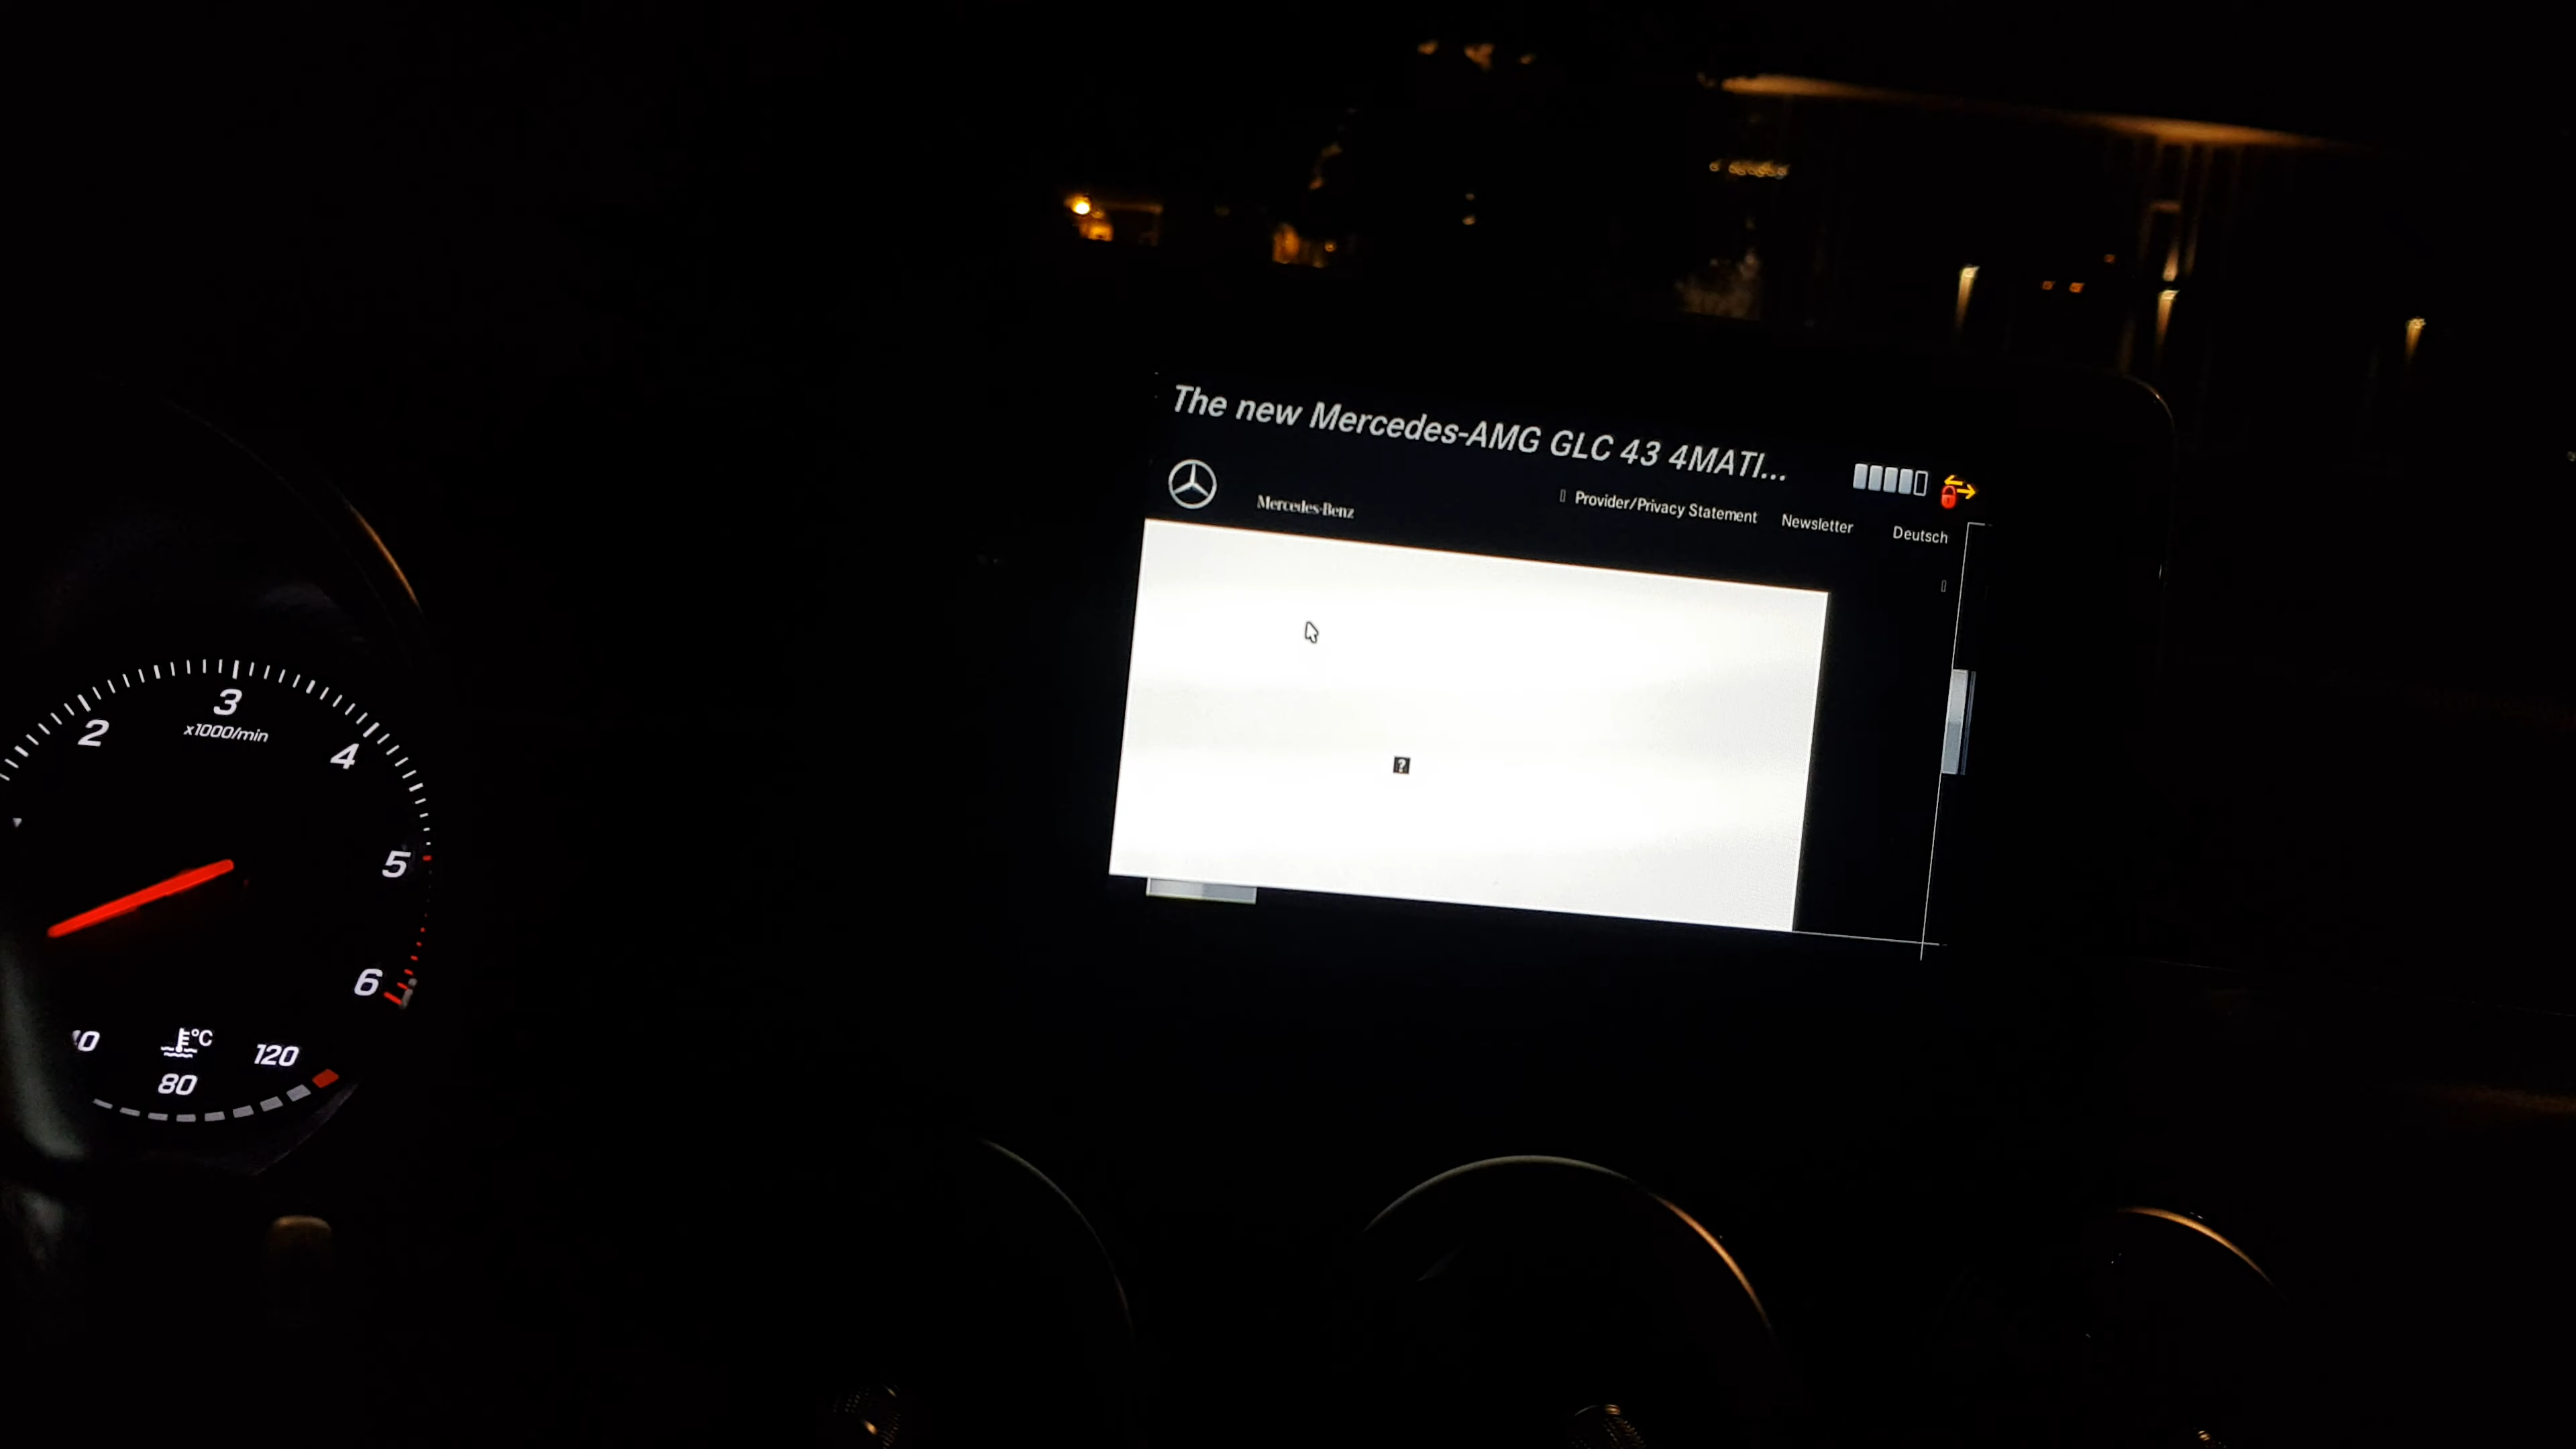 The new Mercedes-AMG GLC 43 4MATI...
Mercedes-Benz
Provider/Privacy Statement Newsletter Deutsch
?
2
3
4
5
6
x1000/min
°C
120
80